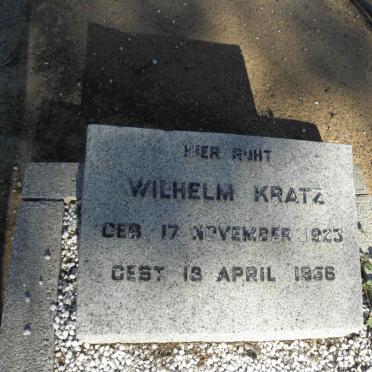 HIER RUHT
WILHELM KRATZ
GEB 17 NOVEMBER 1923
GEST 18 APRIL 1956